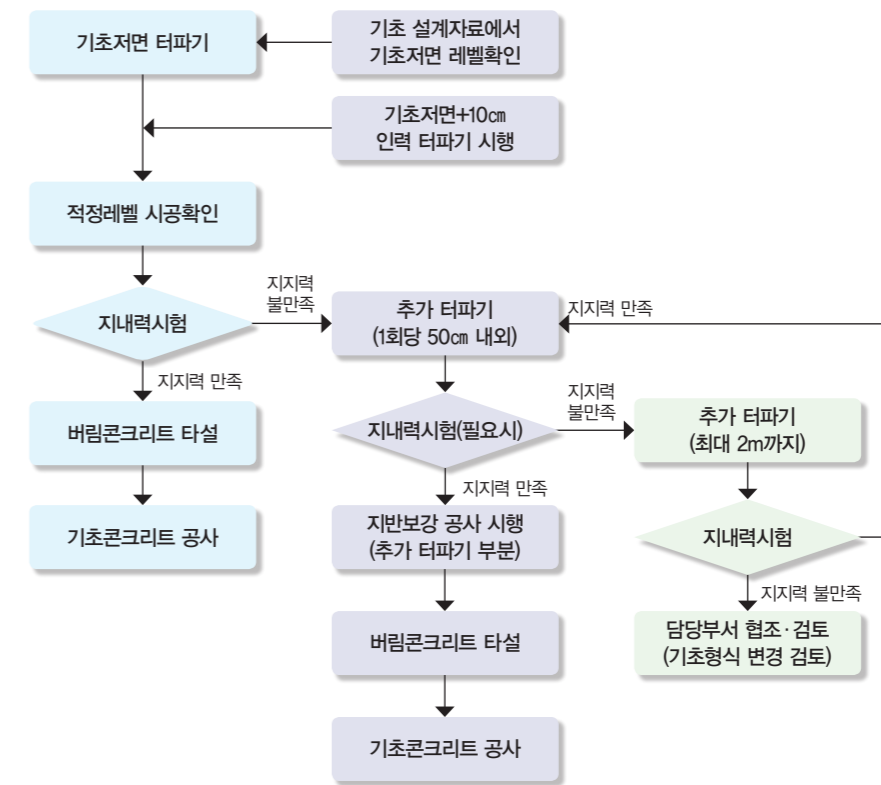 기초저면 터파기
기초 설계자료에서
기초저면 레벨확인
기초저면+10㎝
인력 터파기 시행
적정레벨 시공확인
지내력시험
지지력
불만족
추가 터파기
(1회당 50㎝ 내외)
지지력 만족
지지력 만족
버림콘크리트 타설
지내력시험(필요시)
지지력
불만족
추가 터파기
(최대 2m까지)
지지력 만족
기초콘크리트 공사
지반보강 공사 시행
(추가 터파기 부분)
지내력시험
지지력 불만족
버림콘크리트 타설
담당부서 협조·검토
(기초형식 변경 검토)
기초콘크리트 공사